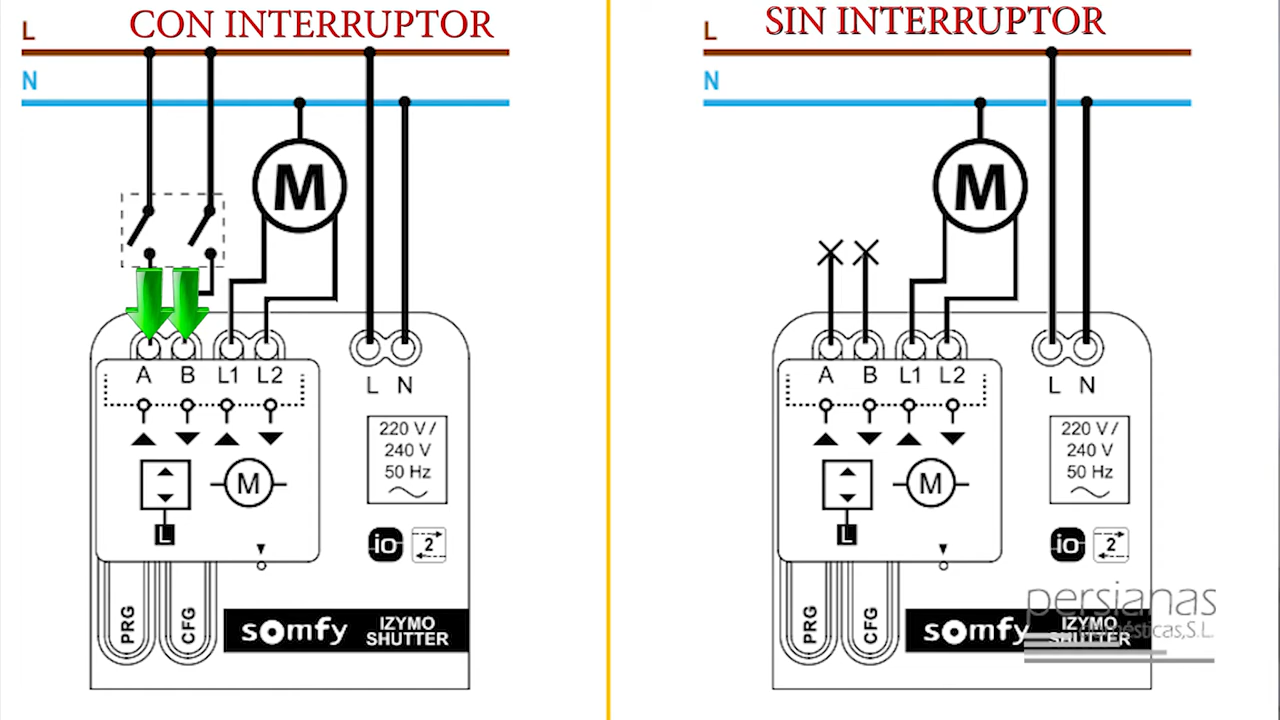 CON INTERRUPTOR
L
N
M
A B L1 L2
L N
220 V /
240 V
50 Hz
M
L
io 2
PRG
CFG
somfy
IZYMO
SHUTTER
SIN INTERRUPTOR
L
N
M
A B L1 L2
L N
220 V /
240 V
50 Hz
M
L
io 2
PRG
CFG
somfy
IZYMO
SHUTTER
persianas
S.L.